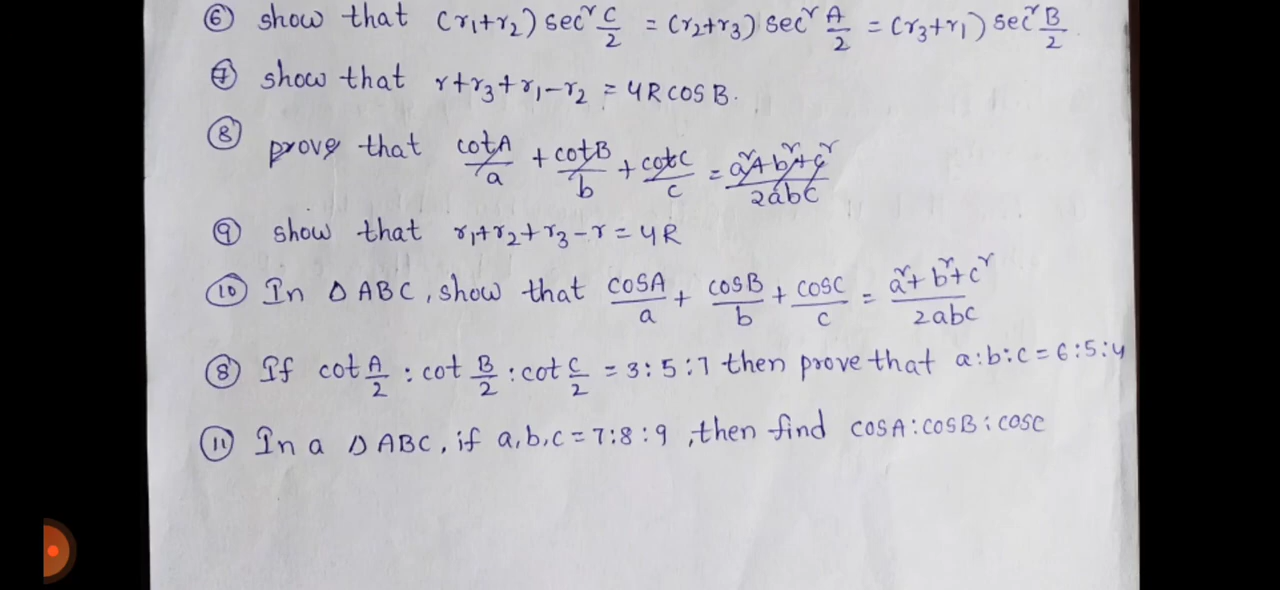 ⑥ show that (r₁+r₂) sec² C/2 = (r₂+r₃) sec² A/2 = (r₃+r₁) sec² B/2
⑦ show that r+r₃+r₁-r₂ = 4R cos B.
⑧ prove that cotA/a + cotB/b + cotC/c = a²+b²+c²/2abc
⑨ show that r₁+r₂+r₃-r = 4R
⑩ In Δ ABC, show that cosA/a + cosB/b + cosC/c = a²+b²+c²/2abc
⑧ If cot A/2 : cot B/2 : cot C/2 = 3:5:7 then prove that a:b:c = 6:5:4
⑪ In a Δ ABC, if a,b,c = 7:8:9, then find cosA:cosB:cosC